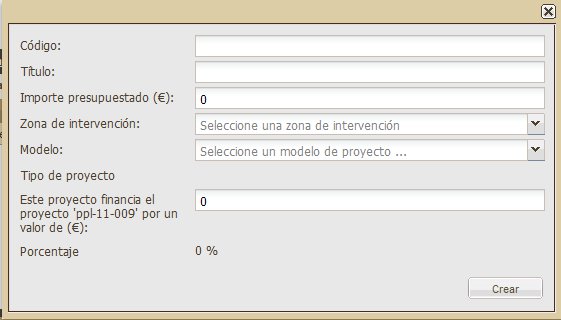 Código:
Título:
Importe presupuestado (€): 0
Zona de intervención: Seleccione una zona de intervención
Modelo: Seleccione un modelo de proyecto ...
Tipo de proyecto
Este proyecto financia el
proyecto 'ppl-11-009' por un
valor de (€): 0
Porcentaje 0 %
Crear